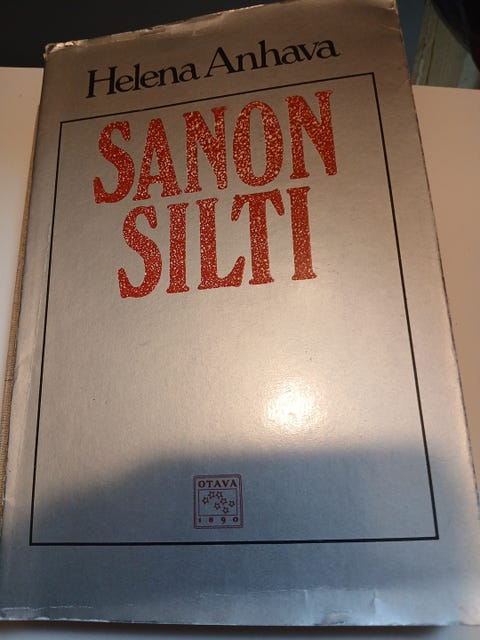 Helena Anhava
SANON
SILTI
OTAVA
1890